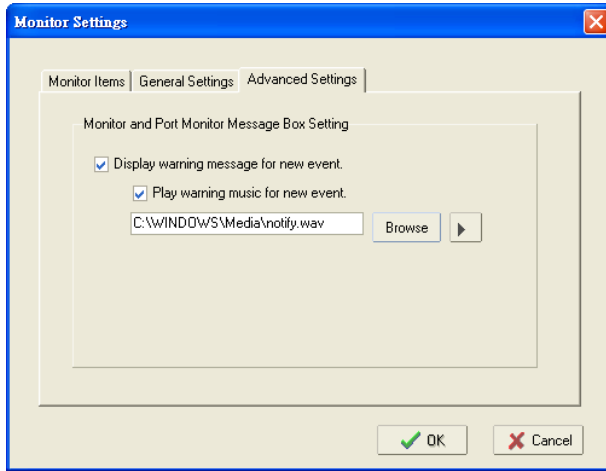 Monitor Settings
Monitor Items General Settings Advanced Settings
Monitor and Port Monitor Message Box Setting
Display warning message for new event.
Play warning music for new event.
C:\WINDOWS\Media\notify.wav Browse
OK Cancel